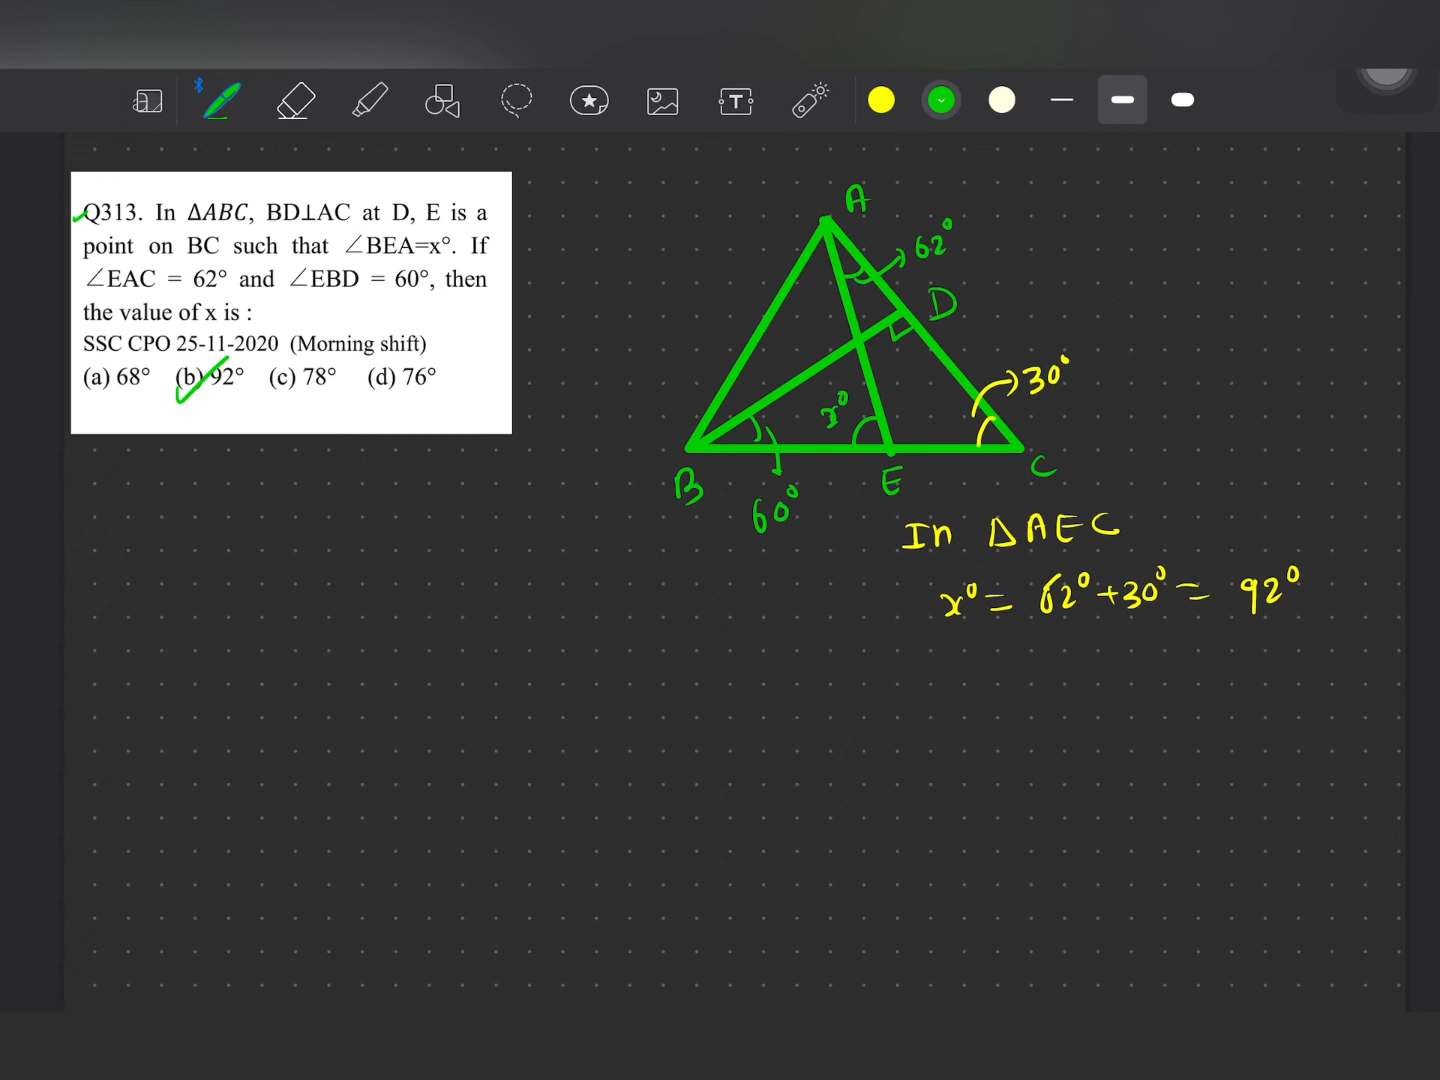 Q313. In ΔABC, BD⊥AC at D, E is a
point on BC such that ∠BEA=x°. If
∠EAC = 62° and ∠EBD = 60°, then
the value of x is :
SSC CPO 25-11-2020 (Morning shift)
(a) 68° (b) 92° (c) 78° (d) 76°
A
62°
D
30°
x°
B
E
C
60°
In ΔAEC
x° = 62° + 30° = 92°